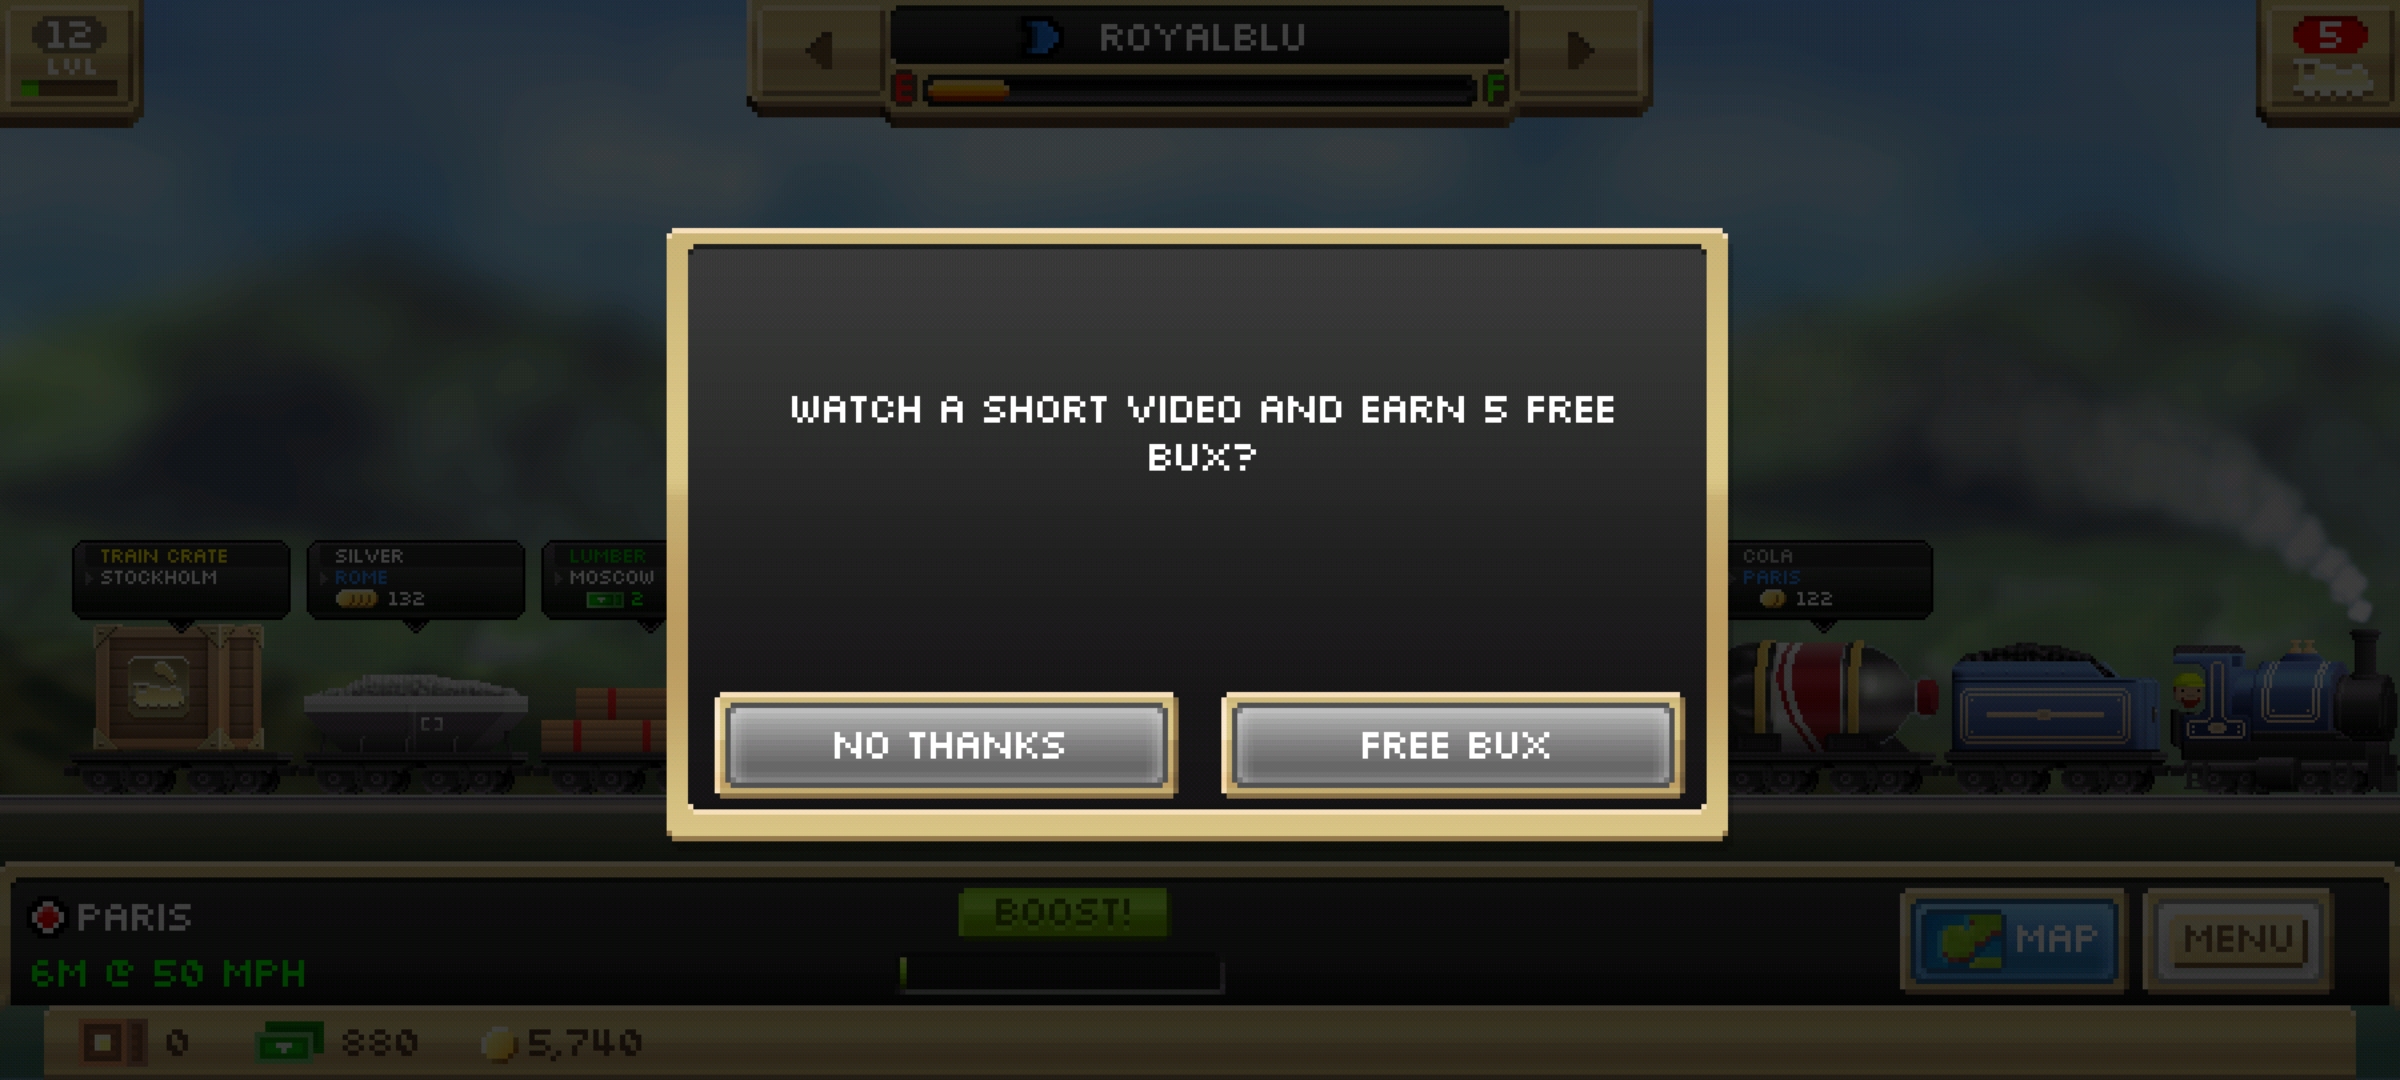 12
LVL
ROYALBLU
E
F
5
WATCH A SHORT VIDEO AND EARN 5 FREE
BUX?
TRAIN CRATE
STOCKHOLM
SILVER
ROME
132
LUMBER
MOSCOW
2
COLA
PARIS
122
NO THANKS
FREE BUX
PARIS
6M @ 50 MPH
BOOST!
MAP
MENU
0
880
5,740